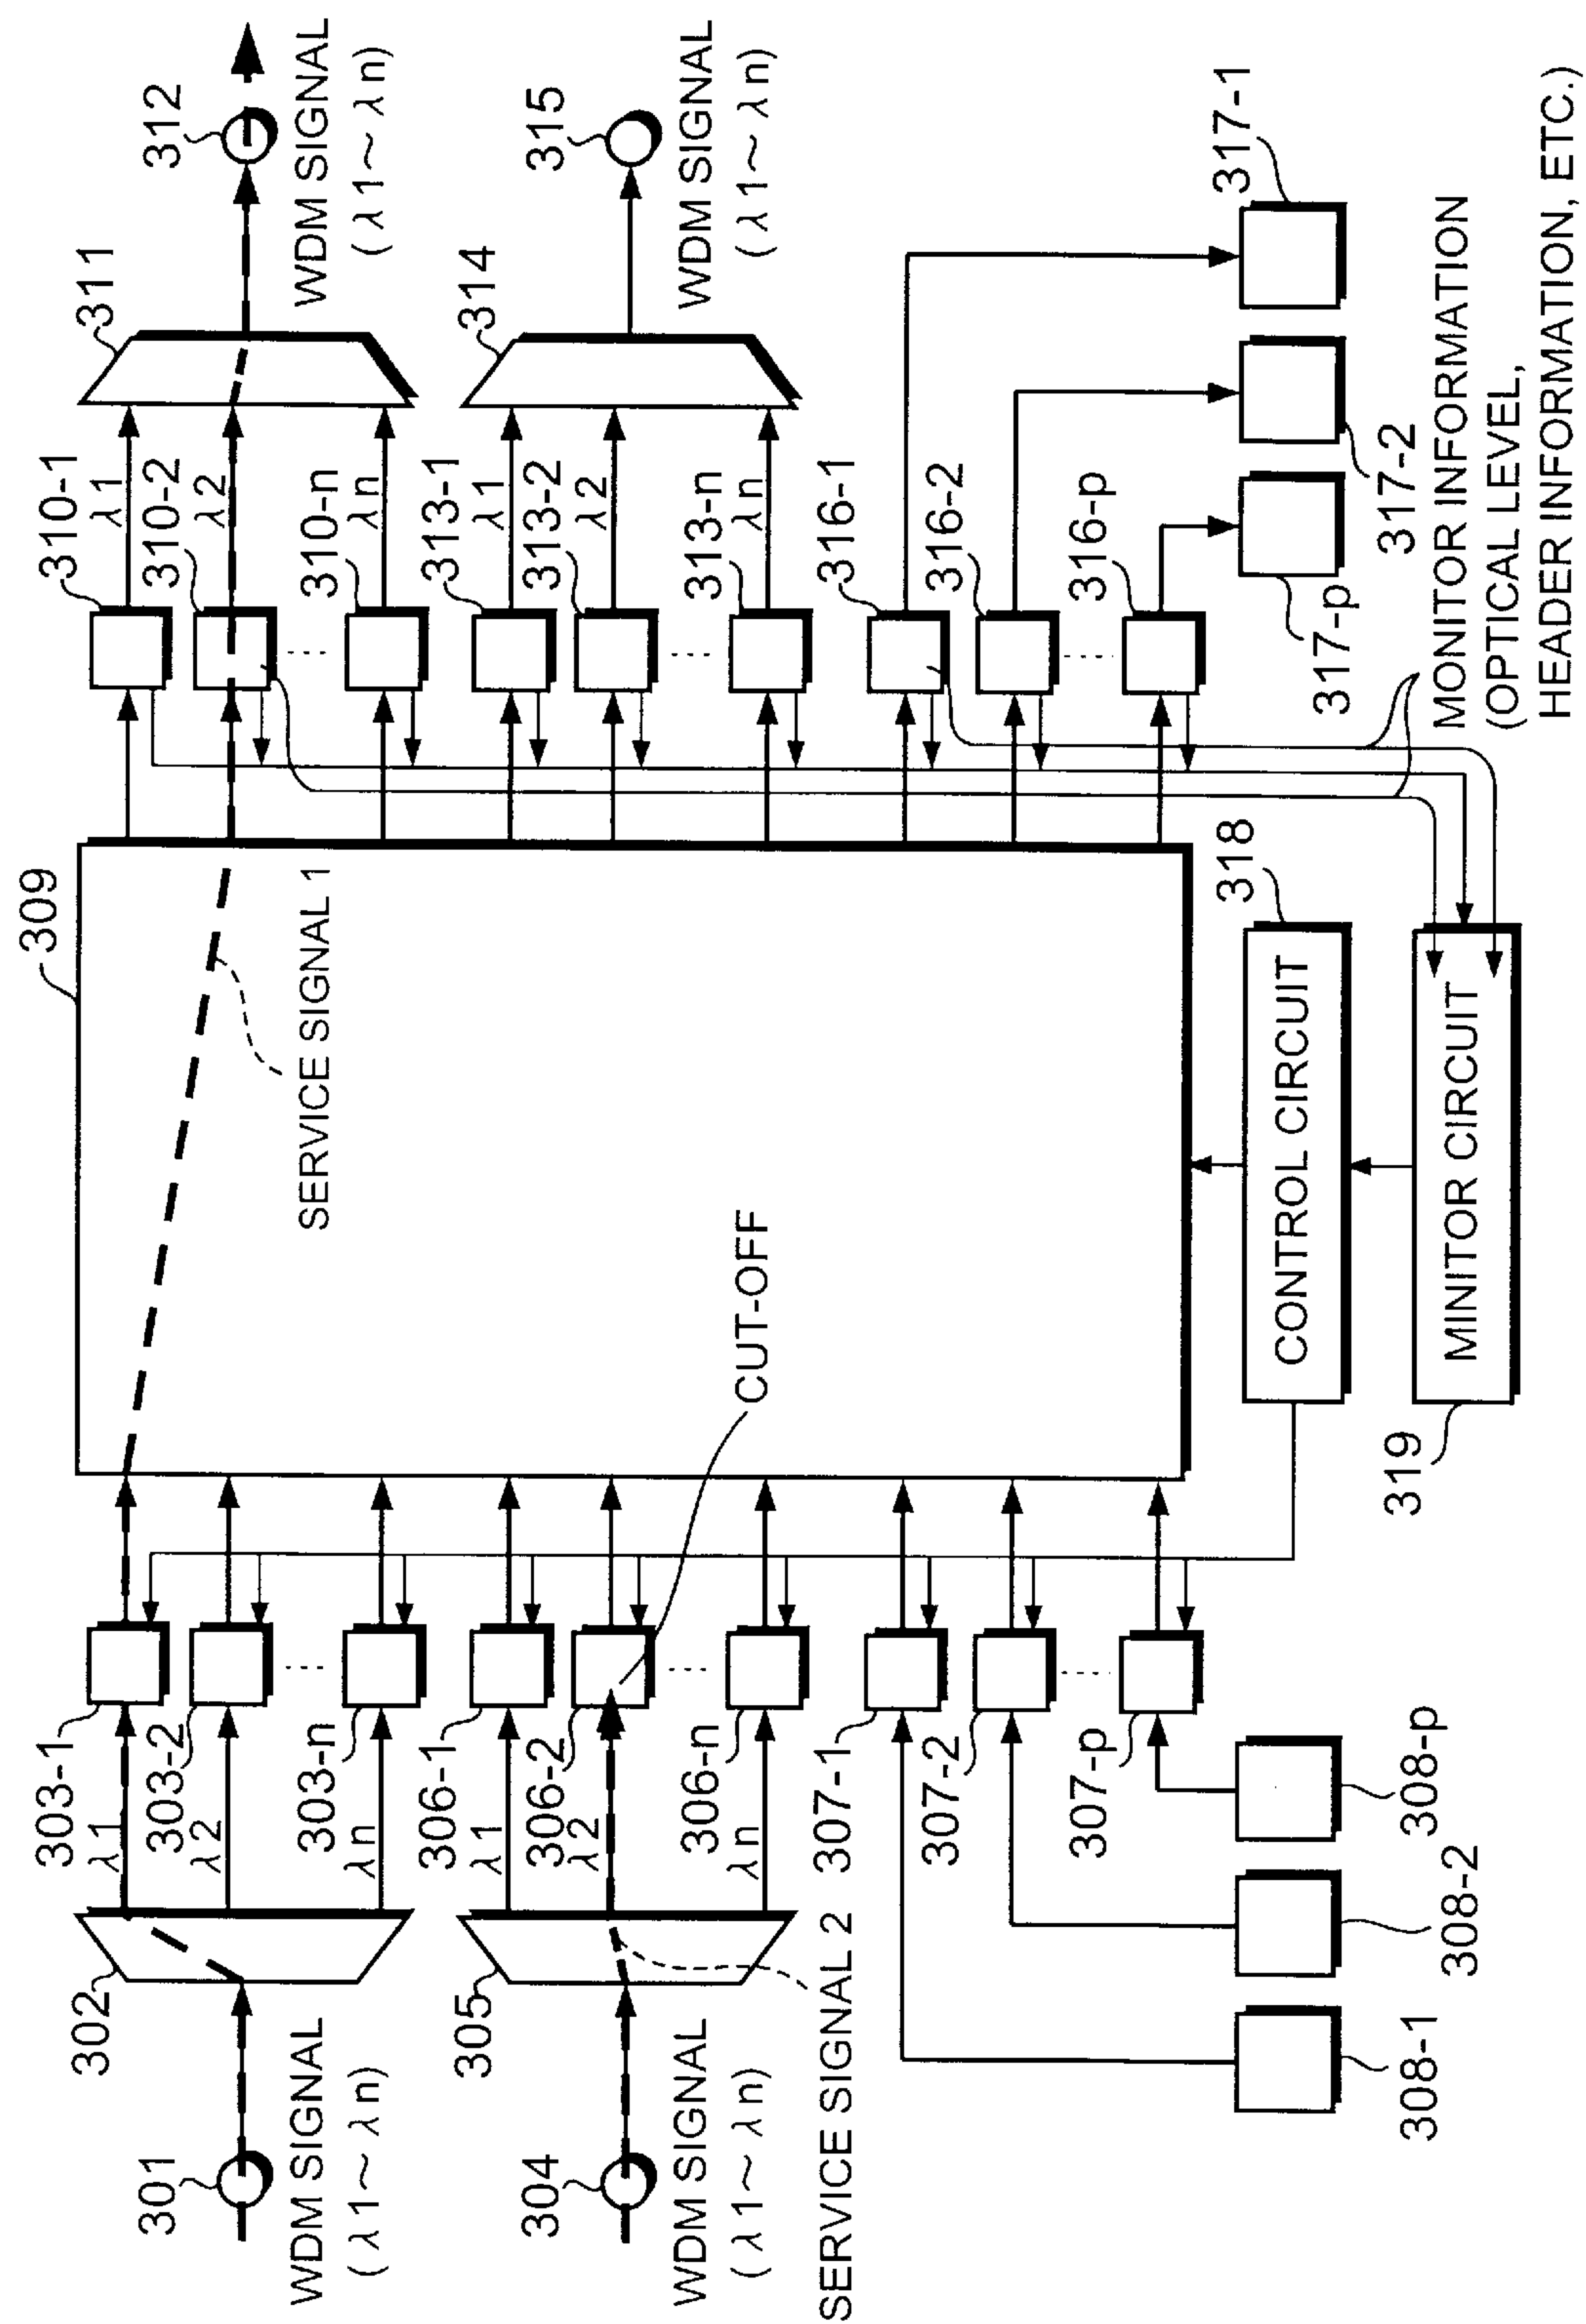 301
WDM SIGNAL
(λ1~λn)
302
303-1
λ1
303-2
λ2
303-n
λn
304
WDM SIGNAL
(λ1~λn)
305
SERVICE SIGNAL 2
306-1
λ1
306-2
λ2
306-n
λn
307-1
307-2
307-p
308-1
308-2
308-p
309
SERVICE SIGNAL 1
CUT-OFF
310-1
λ1
310-2
λ2
310-n
λn
311
312
WDM SIGNAL
(λ1~λn)
313-1
λ1
313-2
λ2
313-n
λn
314
315
WDM SIGNAL
(λ1~λn)
316-1
316-2
316-p
317-1
317-2
317-p
MONITOR INFORMATION
(OPTICAL LEVEL,
HEADER INFORMATION, ETC.)
318
CONTROL CIRCUIT
319
MINITOR CIRCUIT